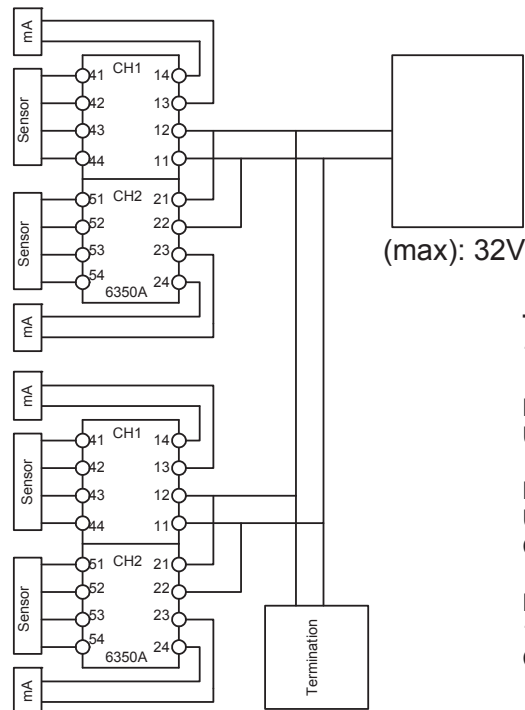 mA
41 CH1 14
42 13
Sensor
43 12
44 11
51 CH2 21
52 22
Sensor
53 23
54 24
6350A
mA
(max): 32V
mA
41 CH1 14
42 13
Sensor
43 12
44 11
51 CH2 21
52 22
Sensor
53 23
54 24
6350A
mA
Termination